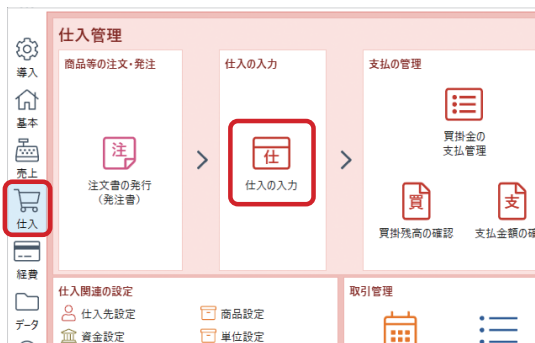 仕入管理
導入
基本
売上
仕入
経費
データ
商品等の注文・発注
注
注文書の発行
(発注書)
仕入の入力
仕
仕入の入力
支払の管理
買掛金の
支払管理
買
買掛残高の確認
支
支払金額の確
仕入関連の設定
仕入先設定
商品設定
資金設定
単位設定
取引管理